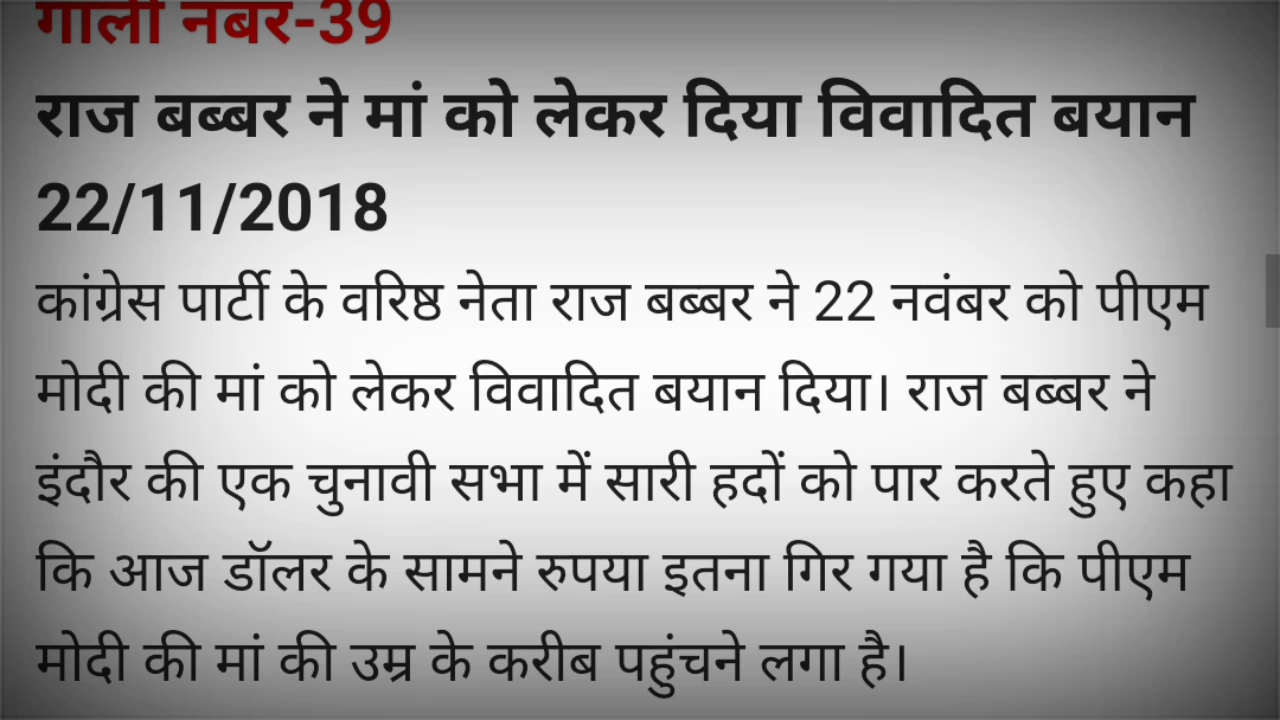 गाली नंबर-39
राज बब्बर ने मां को लेकर दिया विवादित बयान
22/11/2018
कांग्रेस पार्टी के वरिष्ठ नेता राज बब्बर ने 22 नवंबर को पीएम
मोदी की मां को लेकर विवादित बयान दिया। राज बब्बर ने
इंदौर की एक चुनावी सभा में सारी हदों को पार करते हुए कहा
कि आज डॉलर के सामने रुपया इतना गिर गया है कि पीएम
मोदी की मां की उम्र के करीब पहुंचने लगा है।